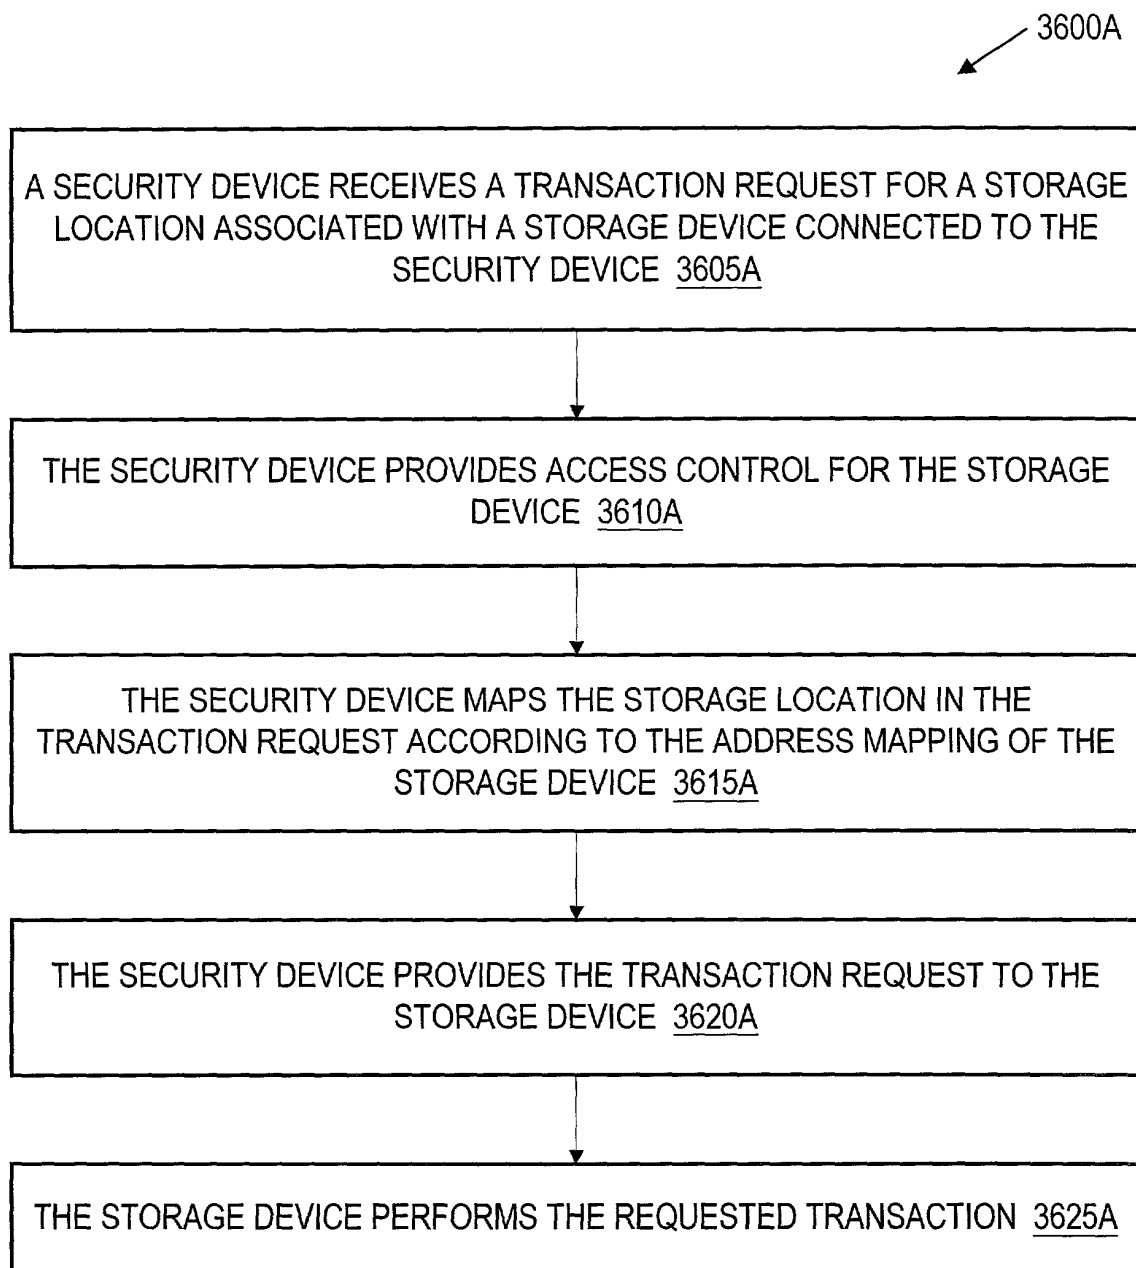 3600A
A SECURITY DEVICE RECEIVES A TRANSACTION REQUEST FOR A STORAGE
LOCATION ASSOCIATED WITH A STORAGE DEVICE CONNECTED TO THE
SECURITY DEVICE 3605A
THE SECURITY DEVICE PROVIDES ACCESS CONTROL FOR THE STORAGE
DEVICE 3610A
THE SECURITY DEVICE MAPS THE STORAGE LOCATION IN THE
TRANSACTION REQUEST ACCORDING TO THE ADDRESS MAPPING OF THE
STORAGE DEVICE 3615A
THE SECURITY DEVICE PROVIDES THE TRANSACTION REQUEST TO THE
STORAGE DEVICE 3620A
THE STORAGE DEVICE PERFORMS THE REQUESTED TRANSACTION 3625A